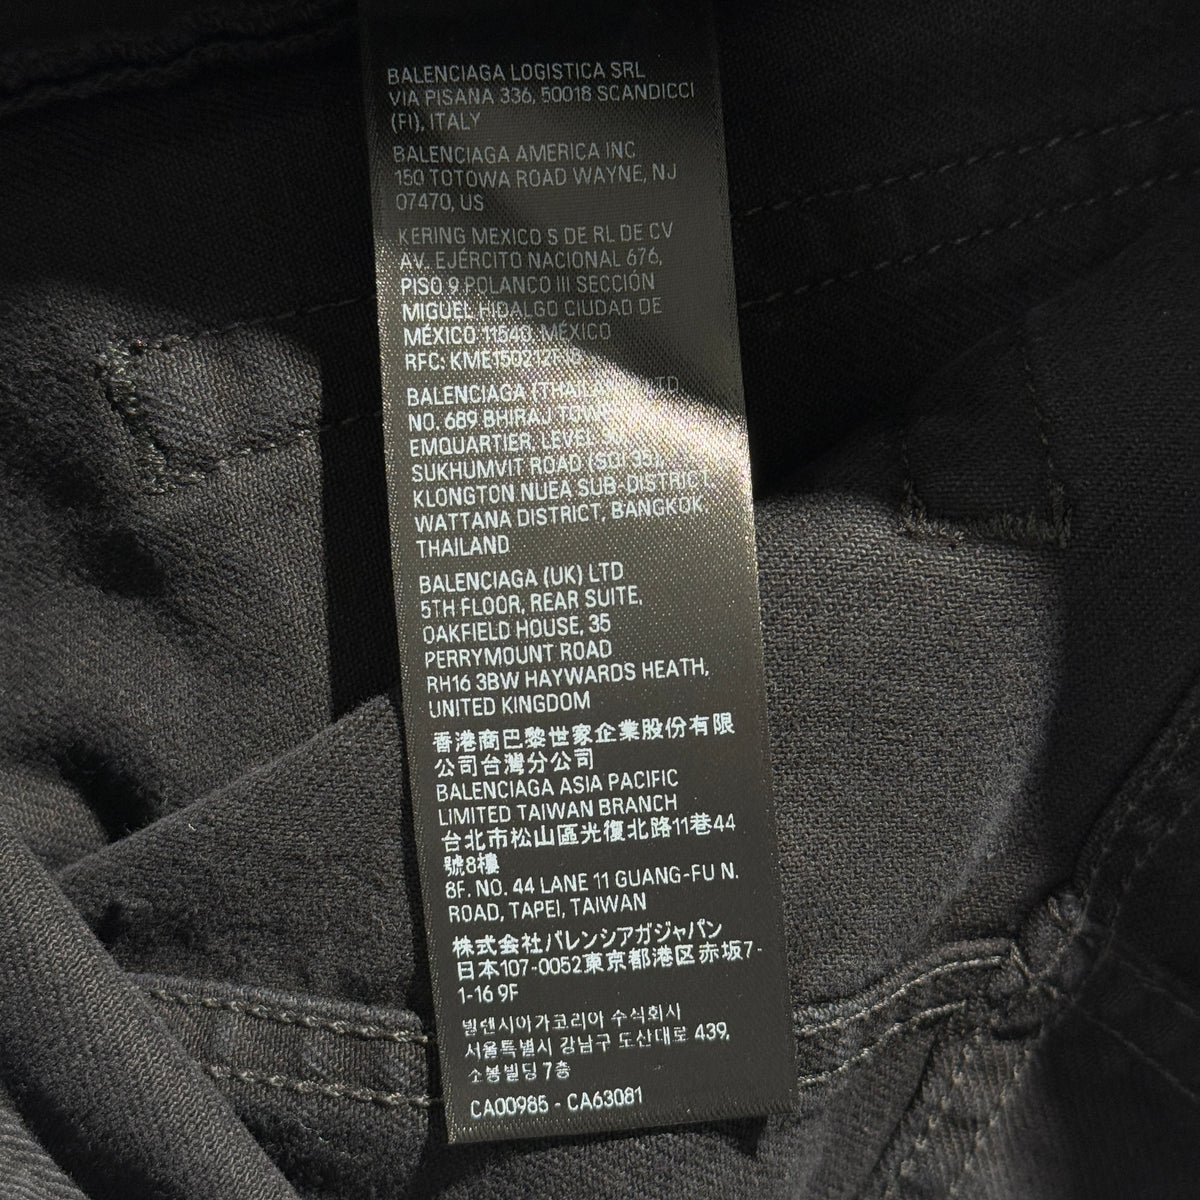 BALENCIAGA LOGISTICA SRL
VIA PISANA 336, 50018 SCANDICCI
(FI), ITALY
BALENCIAGA AMERICA INC
150 TOTOWA ROAD WAYNE, NJ
07470, US
KERING MEXICO S DE RL DE CV
AV. EJÉRCITO NACIONAL 676,
PISO 9 POLANCO III SECCIÓN
MIGUEL HIDALGO CIUDAD DE
MÉXICO 11540 MÉXICO
RFC:
BALENCIAGA (THAILAND) LTD
NO. 689 BHIRAJ TOWER
EMQUARTIER, LEVEL
SUKHUMVIT ROAD (SOI 35),
KLONGTON NUEA SUB-DISTRICT
WATTANA DISTRICT, BANGKOK,
THAILAND
BALENCIAGA (UK) LTD
5TH FLOOR, REAR SUITE,
OAKFIELD HOUSE, 35
PERRYMOUNT ROAD
RH16 3BW HAYWARDS HEATH,
UNITED KINGDOM
香港商巴黎世家企業股份有限
公司台灣分公司
BALENCIAGA ASIA PACIFIC
LIMITED TAIWAN BRANCH
台北市松山區光復北路11巷44
號8樓
8F. NO. 44 LANE 11 GUANG-FU N.
ROAD, TAPEI, TAIWAN
株式会社バレンシアガジャパン
日本107-0052東京都港区赤坂7-
1-16 9F
발렌시아가코리아 주식회사
서울특별시 강남구 도산대로 439,
소봉빌딩 7층
CA00985 - CA63081